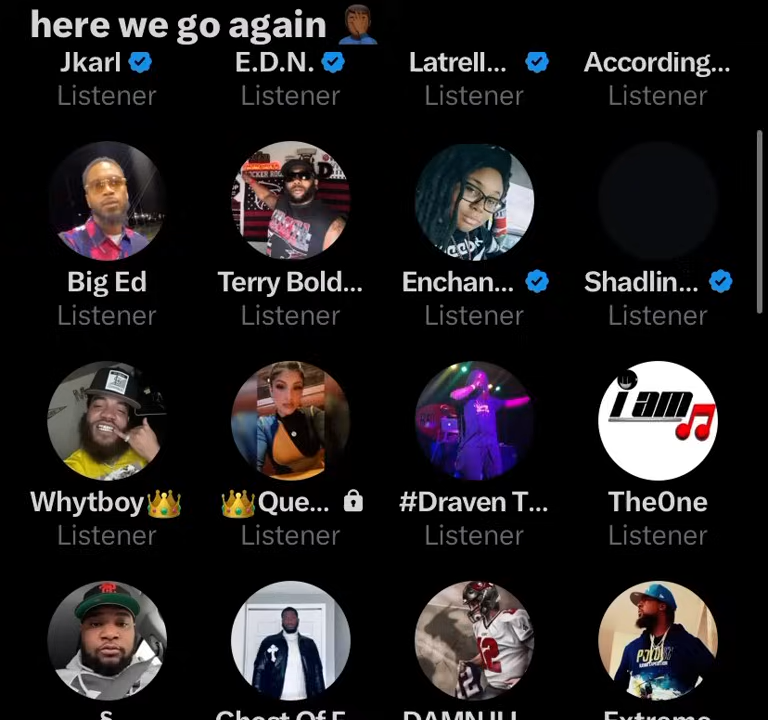 here we go again 🤦🏾‍♂️
Jkarl E.D.N. Latrell... According...
Listener Listener Listener Listener
Big Ed Terry Bold... Enchan... Shadlin...
Listener Listener Listener Listener
i am
Whytboy👑 👑Que... #Draven T... TheOne
Listener Listener Listener Listener